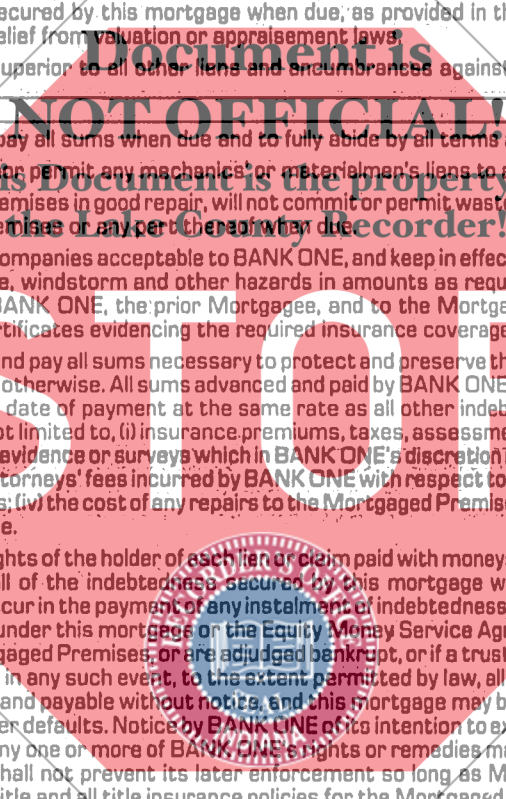 ecured by this mortgage when due, as provided in th
elief from valuation or appraisement laws
Document is
uperior to all other liens and encumbrances against
NOT OFFICIAL!
pay all sums when due and to fully abide by all terms
or permit any mechanics' or materialmen's liens to a
is Document is the property
emises in good repair, will not commit or permit wast
the Lake County Recorder!
emises or any part thereof when due.
ompanies acceptable to BANK ONE, and keep in effec
e, windstorm and other hazards in amounts as requ
BANK ONE, the prior Mortgagee, and to the Mortga
rtificates evidencing the required insurance coverage
STOP
nd pay all sums necessary to protect and preserve th
otherwise. All sums advanced and paid by BANK ONE
date of payment at the same rate as all other indeb
ot limited to, (i) insurance premiums, taxes, assessme
evidence or surveys which in BANK ONE's discretion
torneys' fees incurred by BANK ONE with respect to
s; (iv) the cost of any repairs to the Mortgaged Premis
e.
ghts of the holder of each lien or claim paid with money
ll of the indebtedness secured by this mortgage w
cur in the payment of any instalment of indebtedness
under this mortgage or the Equity Money Service Agr
gaged Premises, or are adjudged bankrupt, or if a trust
in any such event, to the extent permitted by law, all
and payable without notice, and this mortgage may b
er defaults. Notice by BANK ONE of its intention to ex
ny one or more of BANK ONE's rights or remedies ma
SEAL
INDIANA
hall not prevent its later enforcement so long as M
itle and all title insurance policies for the Mortgaged